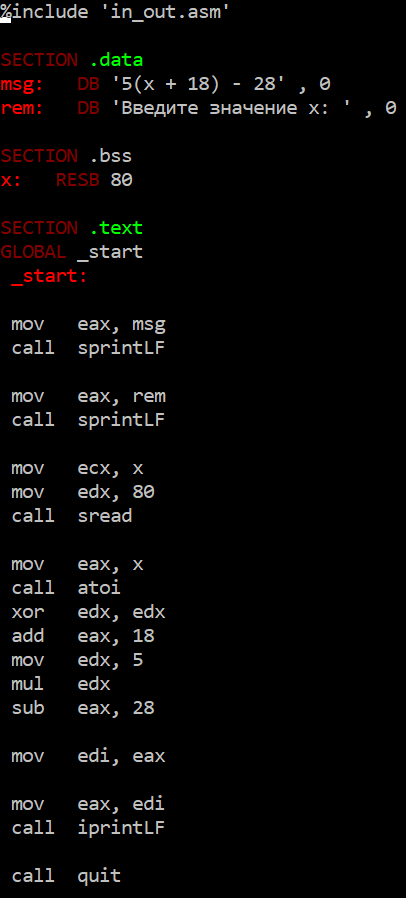 %include 'in_out.asm'
SECTION .data
msg: DB '5(x + 18) - 28' , 0
rem: DB 'Введите значение x: ' , 0
SECTION .bss
x: RESB 80
SECTION .text
GLOBAL _start
_start:
mov eax, msg
call sprintLF
mov eax, rem
call sprintLF
mov ecx, x
mov edx, 80
call sread
mov eax, x
call atoi
xor edx, edx
add eax, 18
mov edx, 5
mul edx
sub eax, 28
mov edi, eax
mov eax, edi
call iprintLF
call quit